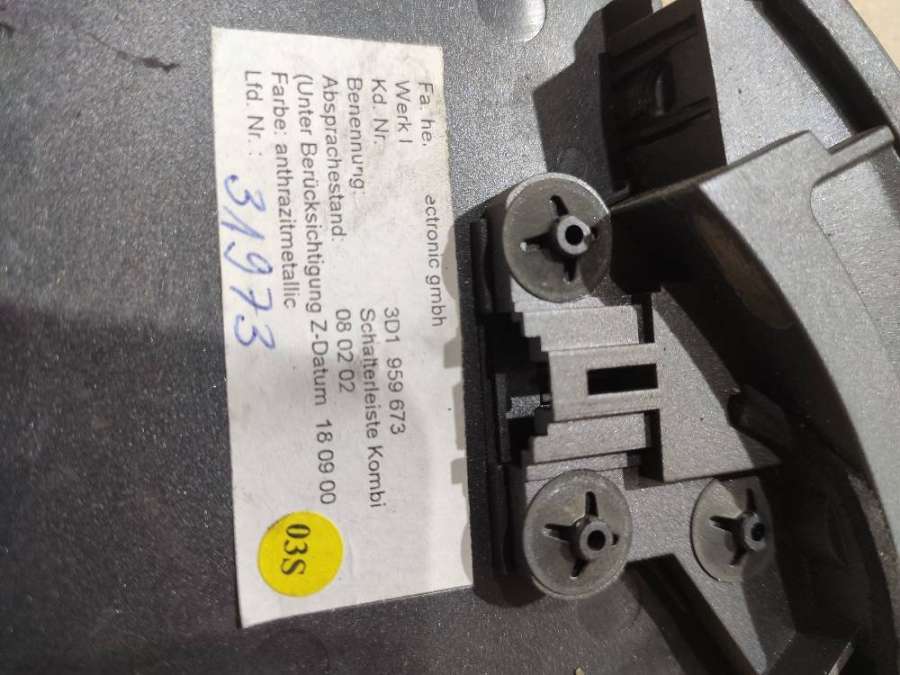 Fa. he. ectronic gmbh
Werk I
Kd. Nr. 3D1 959 673
Benennung: Schalterleiste Kombi
Absprachestand: 08 02 02
(Unter Berücksichtigung Z-Datum 18 09 00
Farbe: anthrazitmetallic
Lfd. Nr.: 31973
03S